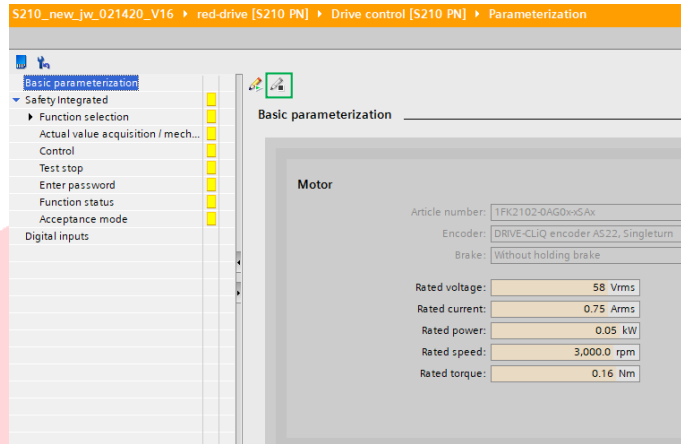 S210_new_jw_021420_V16 ▸ red-drive [S210 PN] ▸ Drive control [S210 PN] ▸ Parameterization
Basic parameterization
Safety Integrated
Function selection
Actual value acquisition / mech...
Control
Test stop
Enter password
Function status
Acceptance mode
Digital inputs
Basic parameterization
Motor
Article number: 1FK2102-0AG0x-xSAx
Encoder: DRIVE-CLiQ encoder AS22, Singleturn
Brake: Without holding brake
Rated voltage: 58 Vrms
Rated current: 0.75 Arms
Rated power: 0.05 kW
Rated speed: 3,000.0 rpm
Rated torque: 0.16 Nm